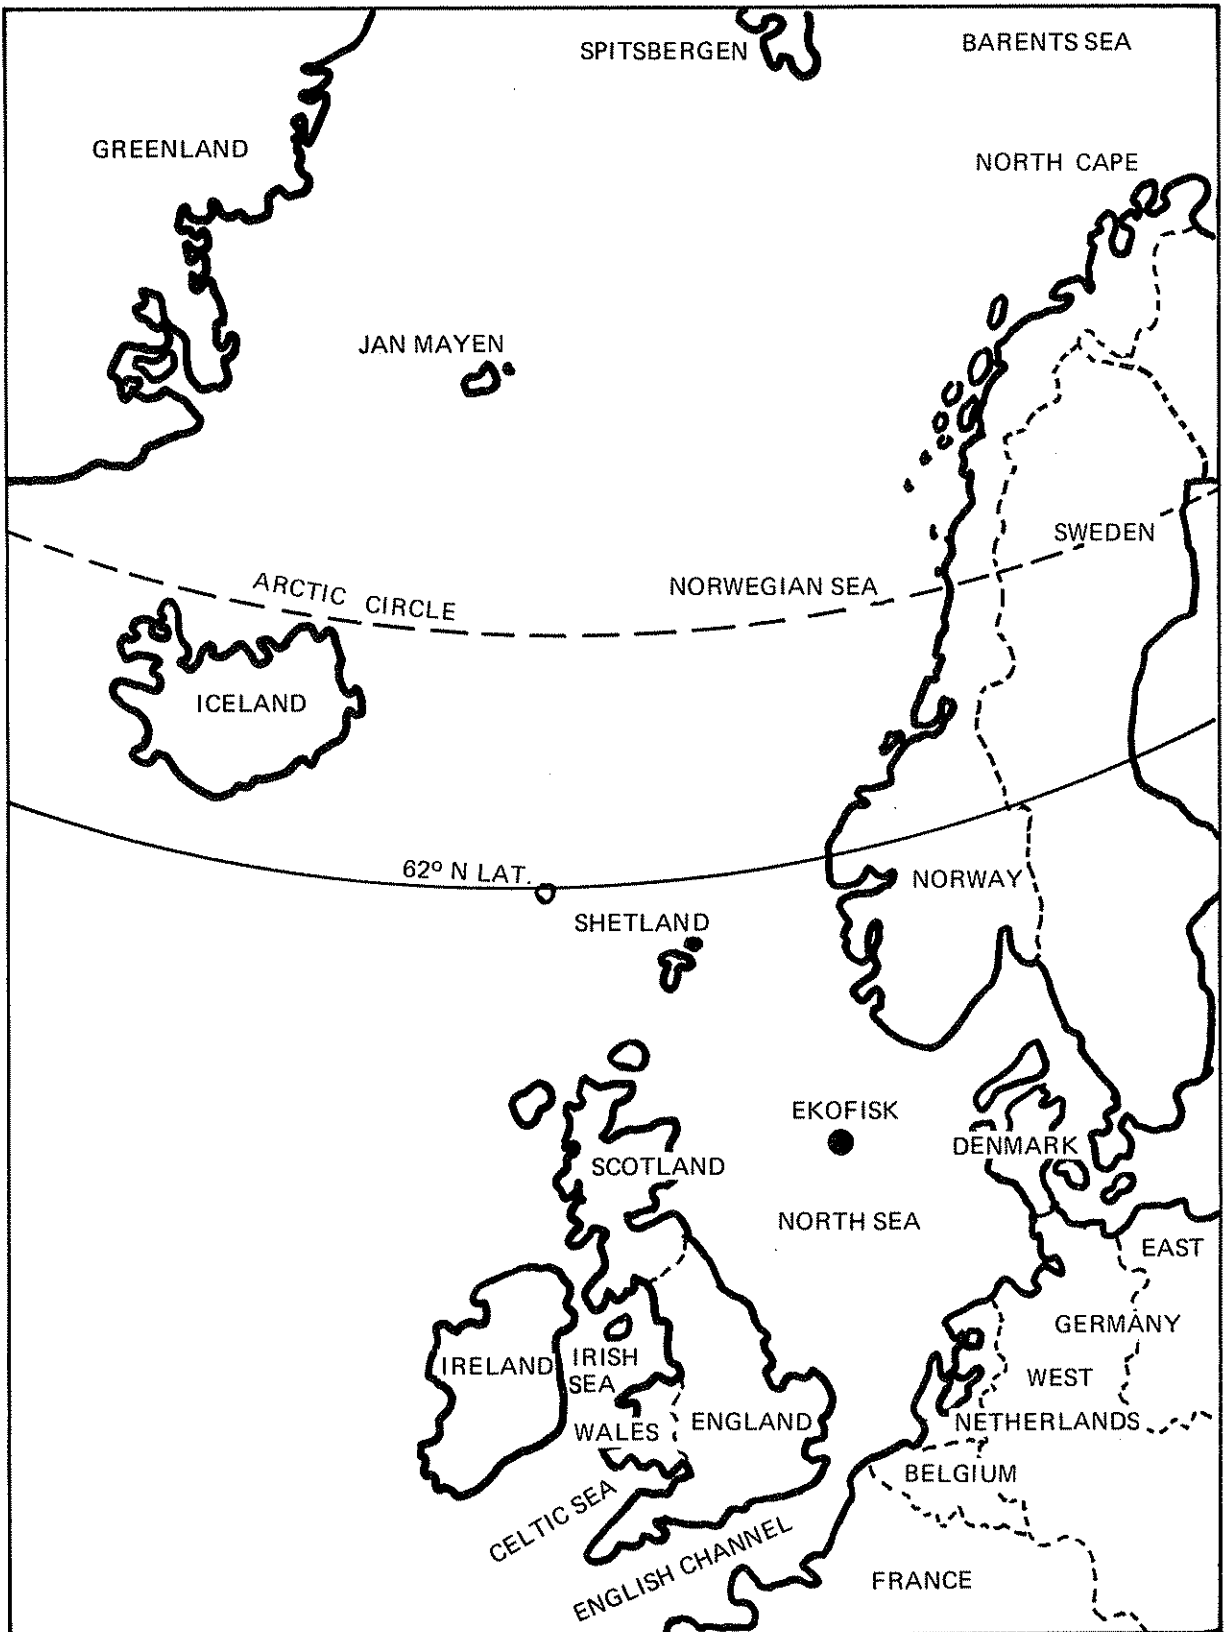 SPITSBERGEN
BARENTS SEA
GREENLAND
NORTH CAPE
JAN MAYEN
SWEDEN
ARCTIC CIRCLE
NORWEGIAN SEA
ICELAND
62º N LAT.
NORWAY
SHETLAND
EKOFISK
DENMARK
SCOTLAND
NORTH SEA
EAST
GERMANY
IRELAND
IRISH
SEA
WEST
WALES
ENGLAND
NETHERLANDS
BELGIUM
CELTIC SEA
ENGLISH CHANNEL
FRANCE